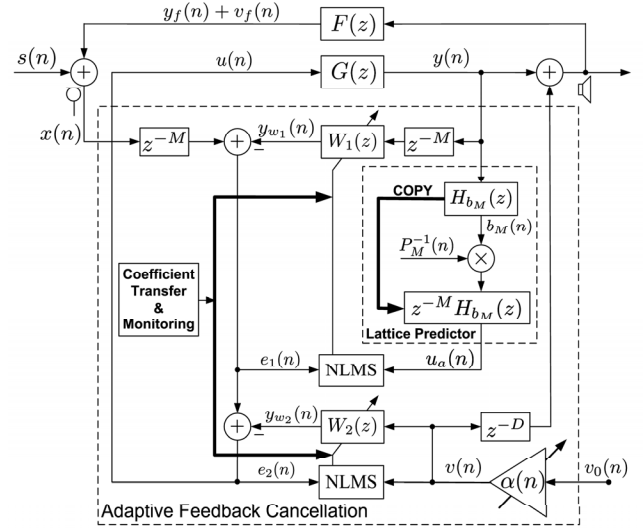 y_f(n) + v_f(n)
F(z)
s(n)
+
u(n)
G(z)
y(n)
+
x(n)
z^{-M}
+
−
y_{w_1}(n)
W_1(z)
z^{-M}
COPY
H_{b_M}(z)
b_M(n)
P_M^{-1}(n)
×
z^{-M} H_{b_M}(z)
Lattice Predictor
Coefficient
Transfer
&
Monitoring
e_1(n)
NLMS
u_a(n)
+
−
y_{w_2}(n)
W_2(z)
z^{-D}
e_2(n)
NLMS
v(n)
α(n)
v_0(n)
Adaptive Feedback Cancellation